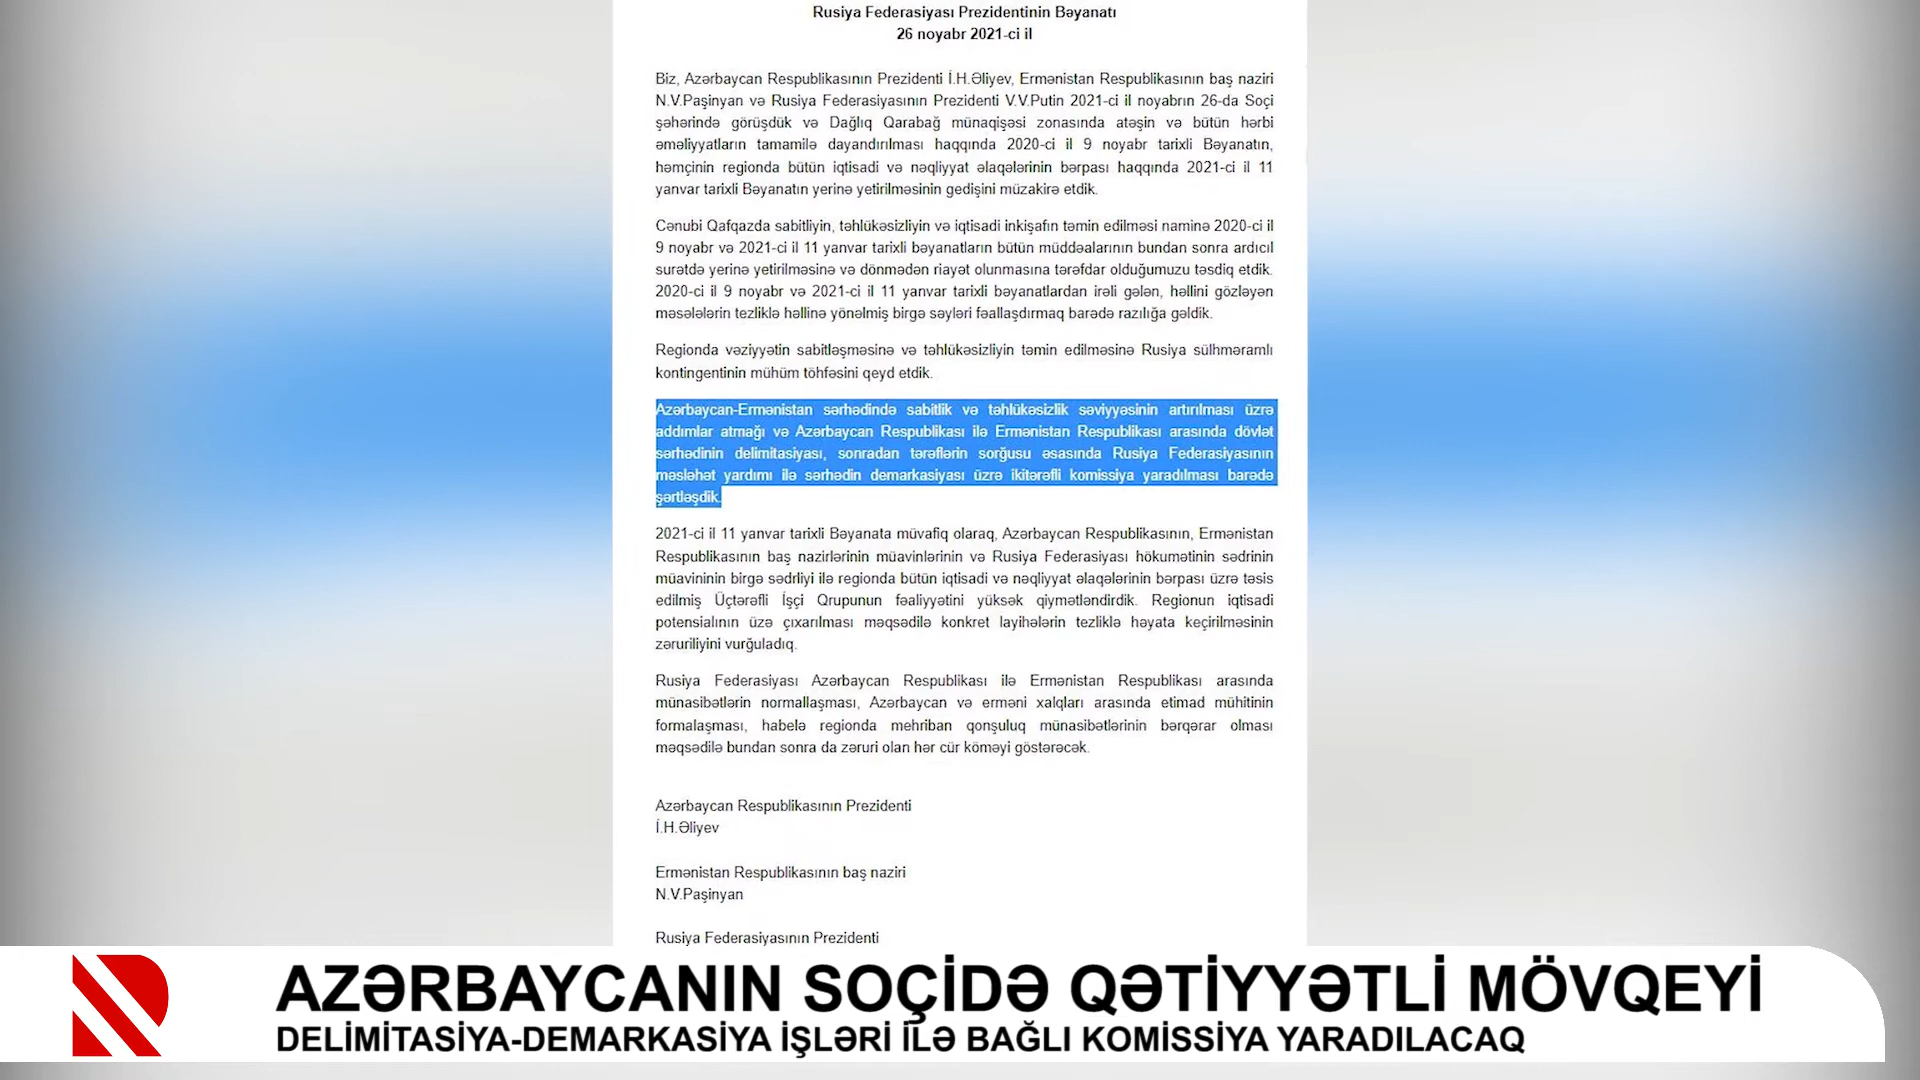 Rusiya Federasiyası Prezidentinin Bəyanatı
26 noyabr 2021-ci il
Biz, Azərbaycan Respublikasının Prezidenti İ.H.Əliyev, Ermənistan Respublikasının baş naziri
N.V.Paşinyan və Rusiya Federasiyasının Prezidenti V.V.Putin 2021-ci il noyabrın 26-da Soçi
şəhərində görüşdük və Dağlıq Qarabağ münaqişəsi zonasında atəşin və bütün hərbi
əməliyyatların tamamilə dayandırılması haqqında 2020-ci il 9 noyabr tarixli Bəyanatın,
həmçinin regionda bütün iqtisadi və nəqliyyat əlaqələrinin bərpası haqqında 2021-ci il 11
yanvar tarixli Bəyanatın yerinə yetirilməsinin gedişini müzakirə etdik.
Cənubi Qafqazda sabitliyin, təhlükəsizliyin və iqtisadi inkişafın təmin edilməsi naminə 2020-ci il
9 noyabr və 2021-ci il 11 yanvar tarixli bəyanatların bütün müddəalarının bundan sonra ardıcıl
surətdə yerinə yetirilməsinə və dönmədən riayət olunmasına tərəfdar olduğumuzu təsdiq etdik.
2020-ci il 9 noyabr və 2021-ci il 11 yanvar tarixli bəyanatlardan irəli gələn, həllini gözləyən
məsələlərin tezliklə həllinə yönəlmiş birgə səyləri fəallaşdırmaq barədə razılığa gəldik.
Regionda vəziyyətin sabitləşməsinə və təhlükəsizliyin təmin edilməsinə Rusiya sülhməramlı
kontingentinin mühüm töhfəsini qeyd etdik.
Azərbaycan-Ermənistan sərhədində sabitlik və təhlükəsizlik səviyyəsinin artırılması üzrə
addımlar atmağı və Azərbaycan Respublikası ilə Ermənistan Respublikası arasında dövlət
sərhədinin delimitasiyası, sonradan tərəflərin sorğusu əsasında Rusiya Federasiyasının
məsləhət yardımı ilə sərhədin demarkasiyası üzrə ikitərəfli komissiya yaradılması barədə
şərtləşdik.
2021-ci il 11 yanvar tarixli Bəyanata müvafiq olaraq, Azərbaycan Respublikasının, Ermənistan
Respublikasının baş nazirlərinin müavinlərinin və Rusiya Federasiyası hökumətinin sədrinin
müavininin birgə sədrliyi ilə regionda bütün iqtisadi və nəqliyyat əlaqələrinin bərpası üzrə təsis
edilmiş Üçtərəfli İşçi Qrupunun fəaliyyətini yüksək qiymətləndirdik. Regionun iqtisadi
potensialının üzə çıxarılması məqsədilə konkret layihələrin tezliklə həyata keçirilməsinin
zəruriliyini vurğuladıq.
Rusiya Federasiyası Azərbaycan Respublikası ilə Ermənistan Respublikası arasında
münasibətlərin normallaşması, Azərbaycan və erməni xalqları arasında etimad mühitinin
formalaşması, habelə regionda mehriban qonşuluq münasibətlərinin bərqərar olması
məqsədilə bundan sonra da zəruri olan hər cür köməyi göstərəcək.
Azərbaycan Respublikasının Prezidenti
İ.H.Əliyev
Ermənistan Respublikasının baş naziri
N.V.Paşinyan
Rusiya Federasiyasının Prezidenti
AZƏRBAYCANIN SOÇİDƏ QƏTİYYƏTLİ MÖVQEYİ
DELİMİTASİYA-DEMARKASİYA İŞLƏRİ İLƏ BAĞLI KOMİSSİYA YARADILACAQ